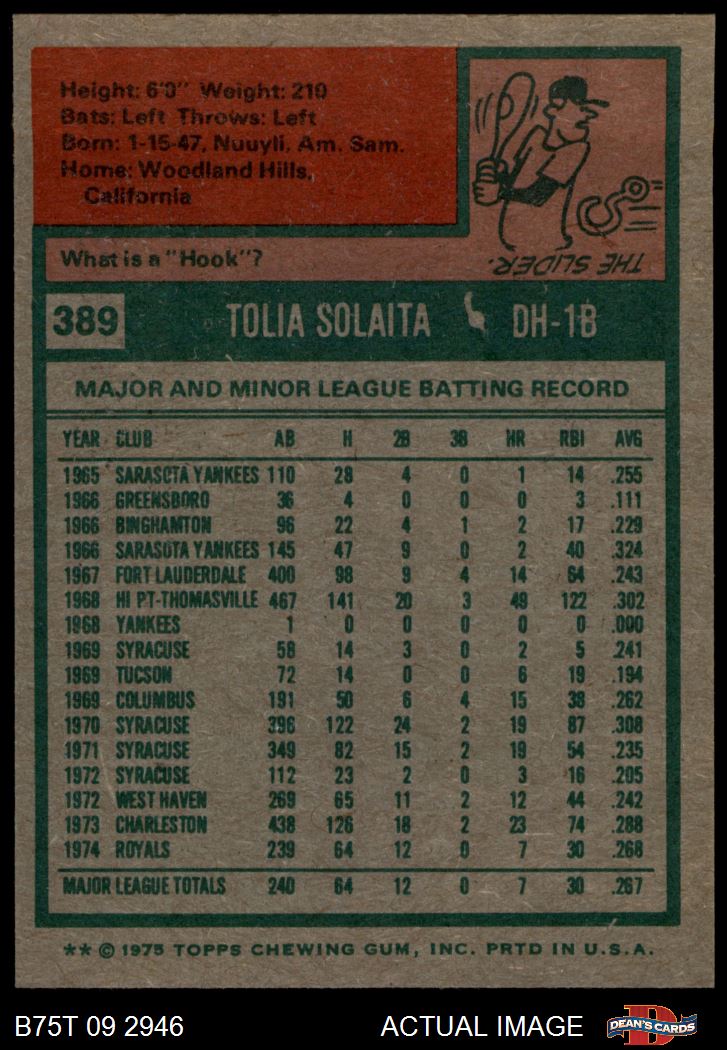 Height: 6'0" Weight: 210
Bats: Left Throws: Left
Born: 1-15-47, Nuuyli, Am. Sam.
Home: Woodland Hills,
California
What is a "Hook"?
THE SLIDER.
389 TOLIA SOLAITA DH-1B
MAJOR AND MINOR LEAGUE BATTING RECORD
YEAR CLUB AB H 2B 3B HR RBI AVG
1965 SARASOTA YANKEES 110 28 4 0 1 14 .255
1966 GREENSBORO 36 4 0 0 0 3 .111
1966 BINGHAMTON 96 22 4 1 2 17 .229
1966 SARASOTA YANKEES 145 47 9 0 2 40 .324
1967 FORT LAUDERDALE 400 98 9 4 14 64 .243
1968 HI PT-THOMASVILLE 467 141 20 3 49 122 .302
1968 YANKEES 1 0 0 0 0 0 .000
1969 SYRACUSE 58 14 3 0 2 5 .241
1969 TUCSON 72 14 0 0 6 19 .194
1969 COLUMBUS 191 50 6 4 15 38 .262
1970 SYRACUSE 396 122 24 2 19 87 .308
1971 SYRACUSE 349 82 15 2 19 54 .235
1972 SYRACUSE 112 23 2 0 3 16 .205
1972 WEST HAVEN 269 65 11 2 12 44 .242
1973 CHARLESTON 438 126 18 2 23 74 .288
1974 ROYALS 239 64 12 0 7 30 .268
MAJOR LEAGUE TOTALS 240 64 12 0 7 30 .267
** © 1975 TOPPS CHEWING GUM, INC. PRTD IN U.S.A.
B75T 09 2946 ACTUAL IMAGE D DEAN'S CARDS